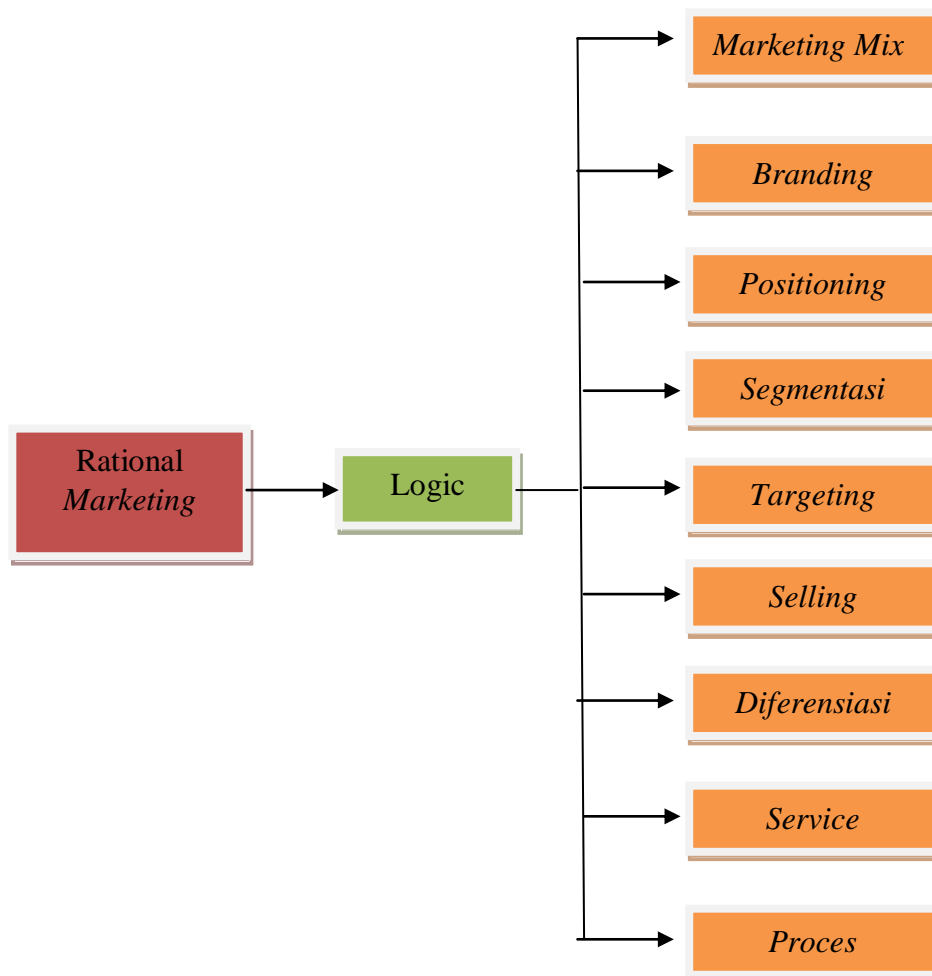 Rational
Marketing
Logic
Marketing Mix
Branding
Positioning
Segmentasi
Targeting
Selling
Diferensiasi
Service
Proces